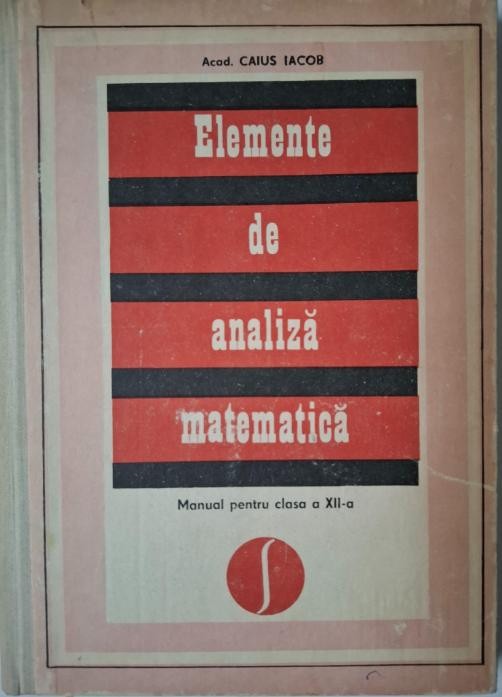 Acad. CAIUS IACOB
Elemente
de
analiză
matematică
Manual pentru clasa a XII-a
∫